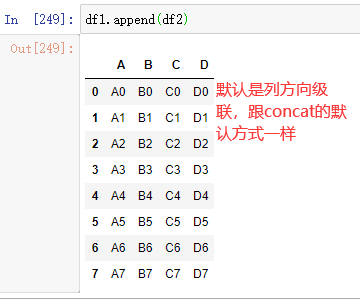 In [249]: df1.append(df2)
Out[249]:
A B C D
0 A0 B0 C0 D0
1 A1 B1 C1 D1
2 A2 B2 C2 D2
3 A3 B3 C3 D3
4 A4 B4 C4 D4
5 A5 B5 C5 D5
6 A6 B6 C6 D6
7 A7 B7 C7 D7
默认是列方向级
联，跟concat的默
认方式一样